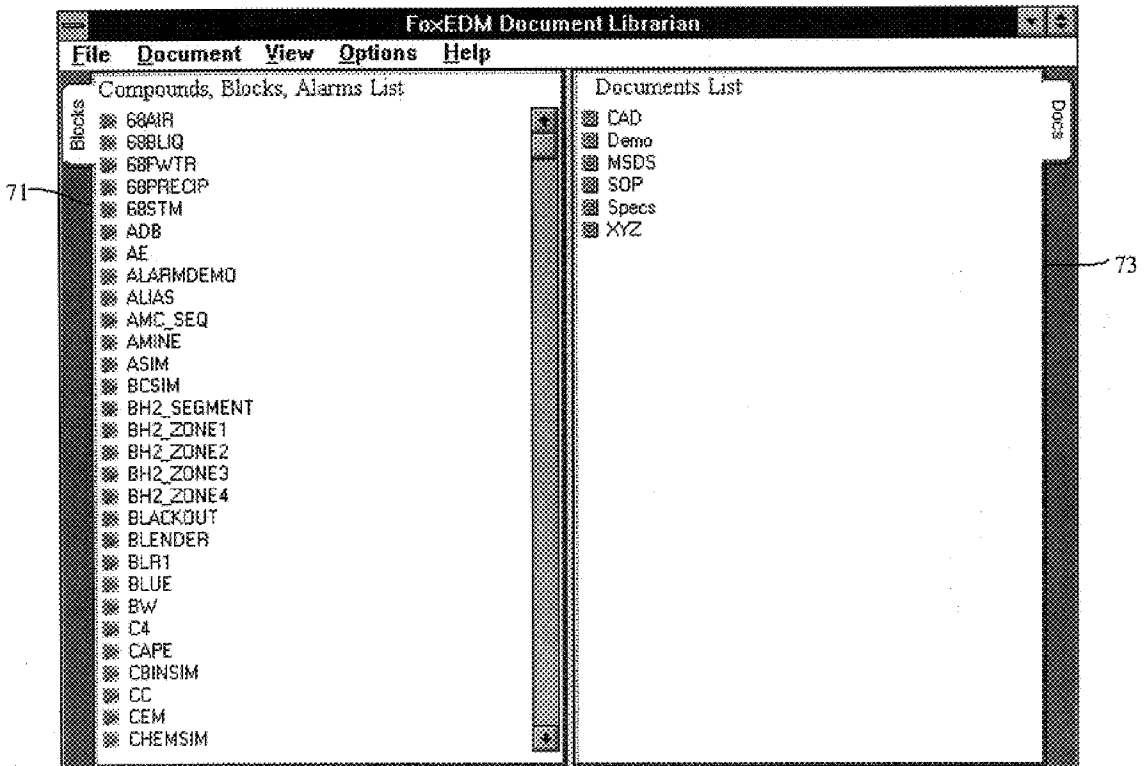 FoxEDM Document Librarian
File Document View Options Help
Blocks
Compounds, Blocks, Alarms List
68AIR
68BLIQ
68FWTR
68PRECIP
68STM
ADB
AE
ALARMDEMO
ALIAS
AMC_SEQ
AMINE
ASIM
BCSIM
BH2_SEGMENT
BH2_ZONE1
BH2_ZONE2
BH2_ZONE3
BH2_ZONE4
BLACKOUT
BLENDER
BLR1
BLUE
BW
C4
CAPE
CBINSIM
CC
CEM
CHEMSIM
71
Documents List
CAD
Demo
MSDS
SOP
Specs
XYZ
Docs
73